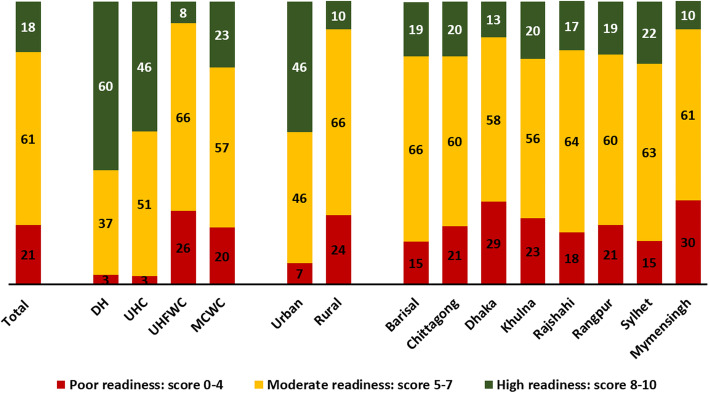 18 60 46 8 23 46 10 19 20 13 20 17 19 22 10
61 37 51 66 57 46 66 66 60 58 56 64 60 63 61
21 3 3 26 20 7 24 15 21 29 23 18 21 15 30
Total DH UHC UHFWC MCWC Urban Rural Barisal Chittagong Dhaka Khulna Rajshahi Rangpur Sylhet Mymensingh
Poor readiness: score 0-4 Moderate readiness: score 5-7 High readiness: score 8-10